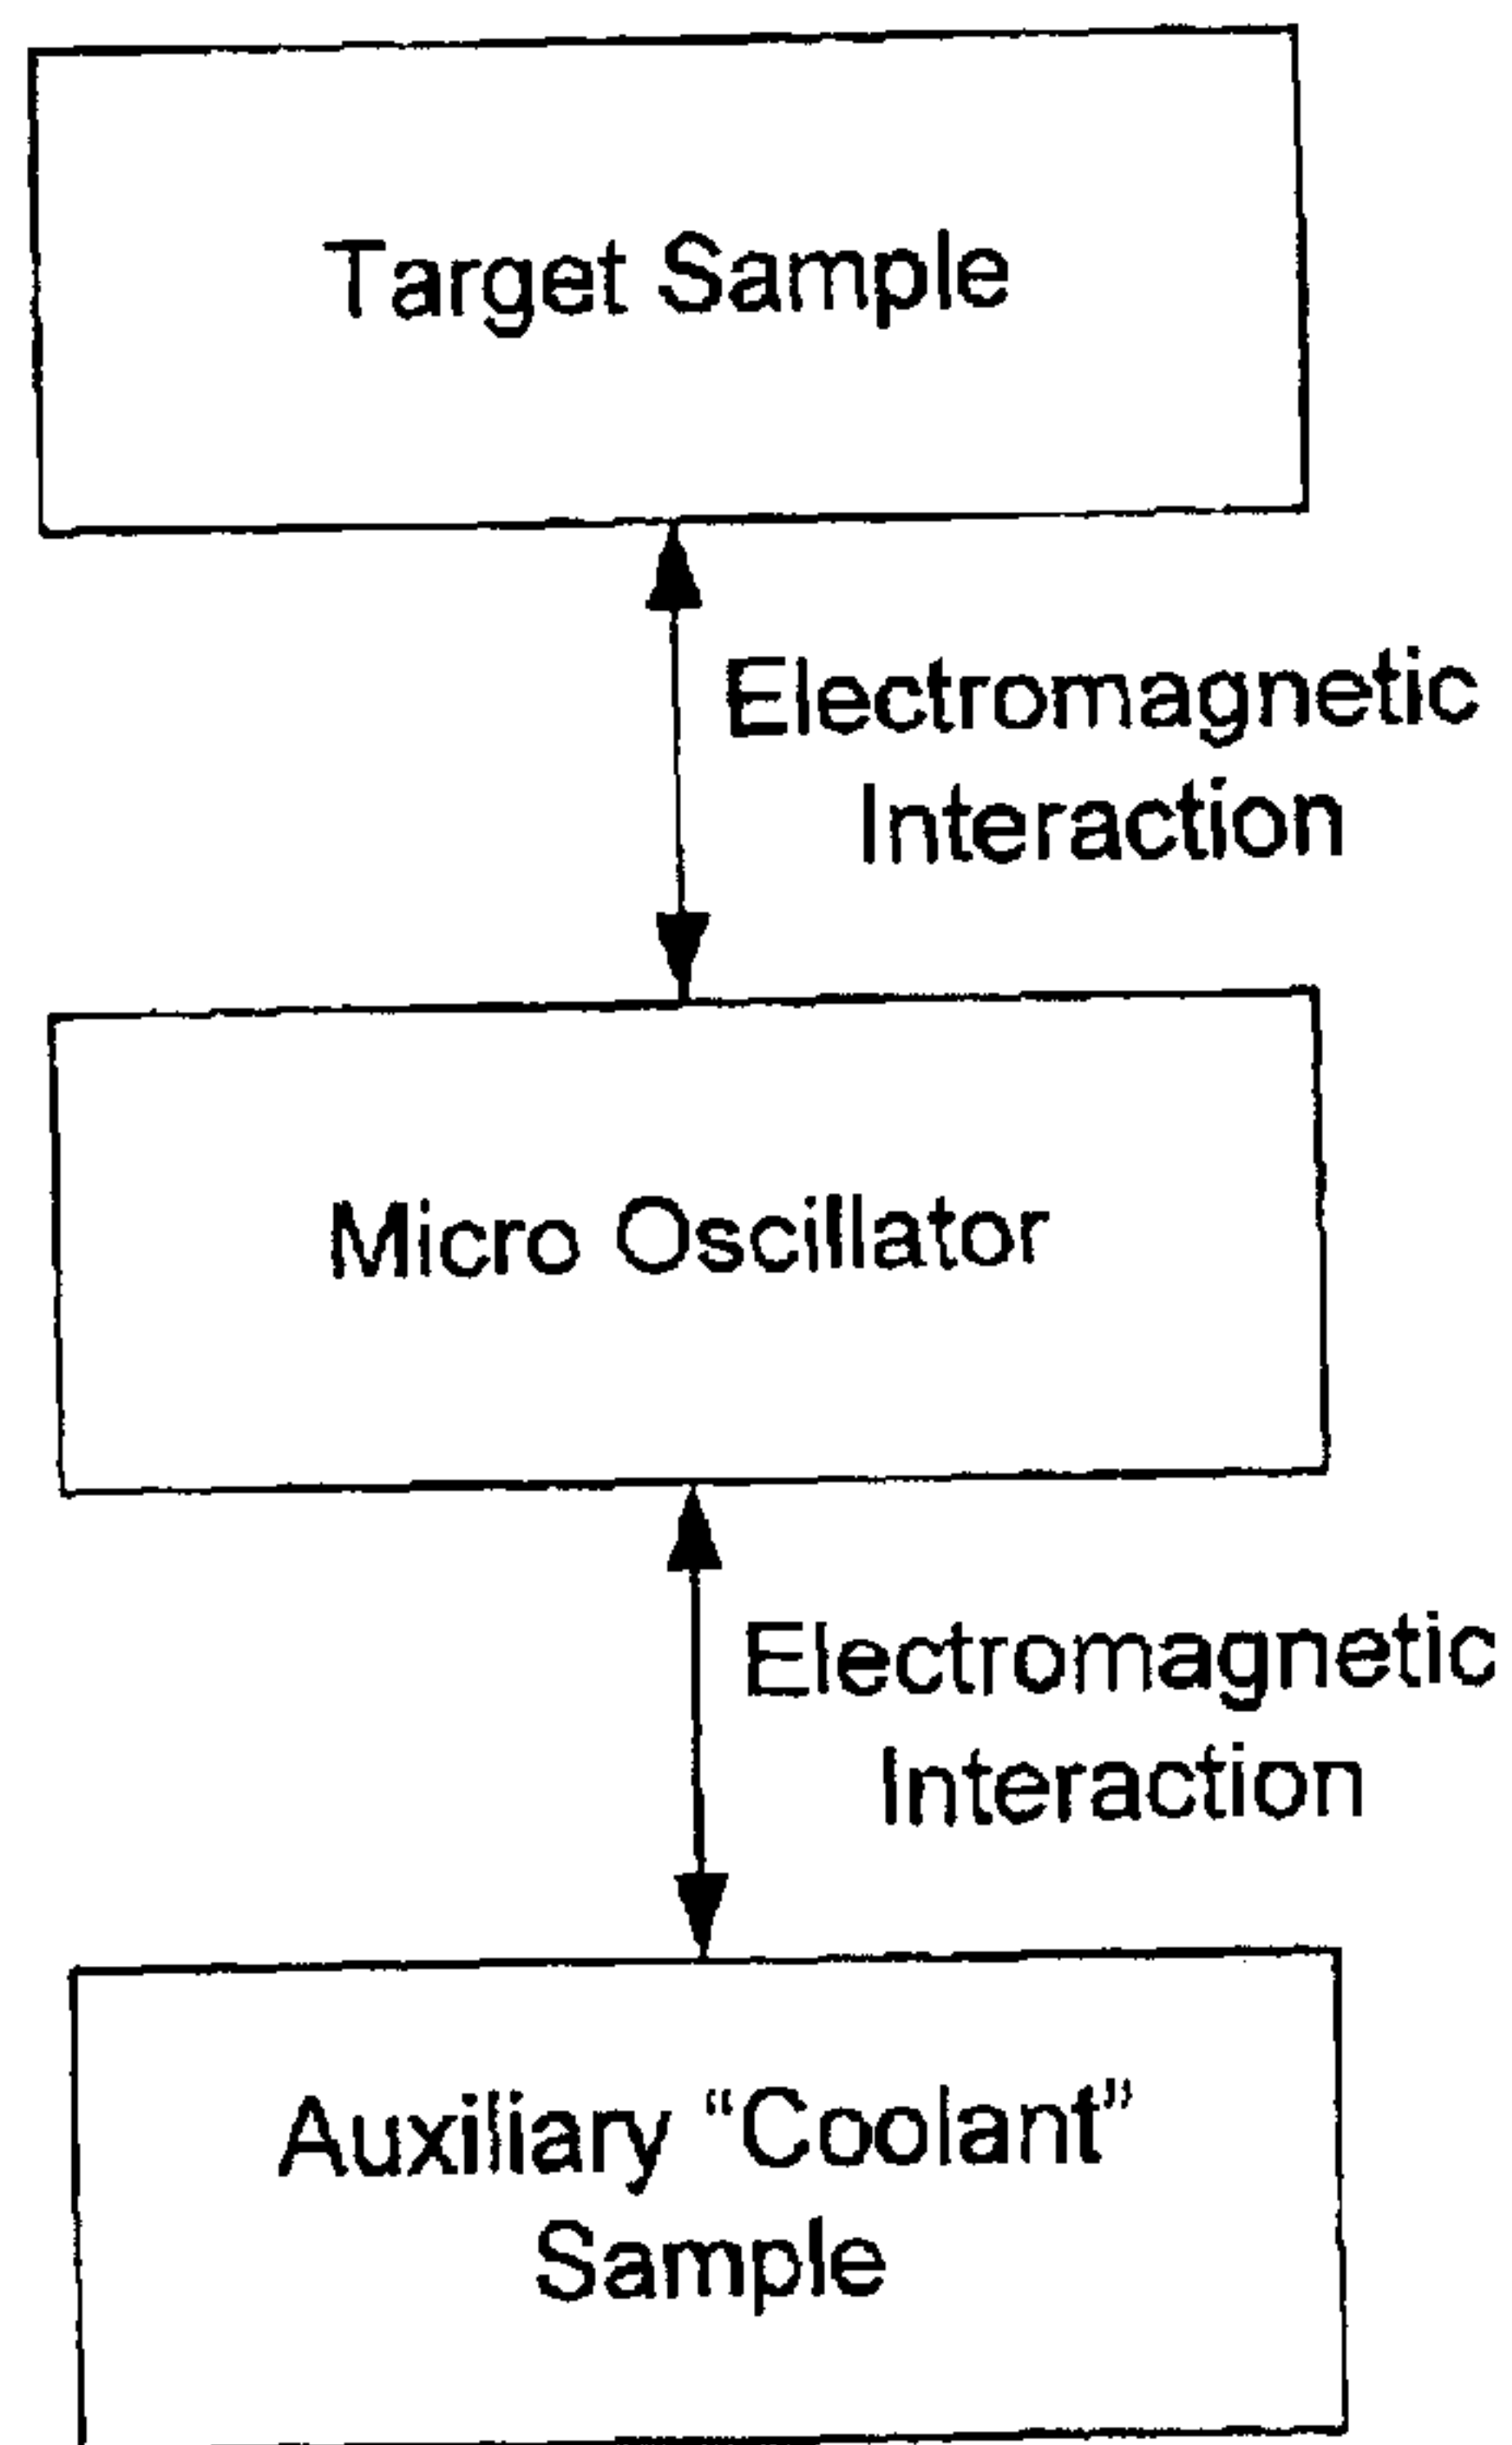 Target Sample
Electromagnetic
Interaction
Micro Oscillator
Electromagnetic
Interaction
Auxiliary “Coolant”
Sample